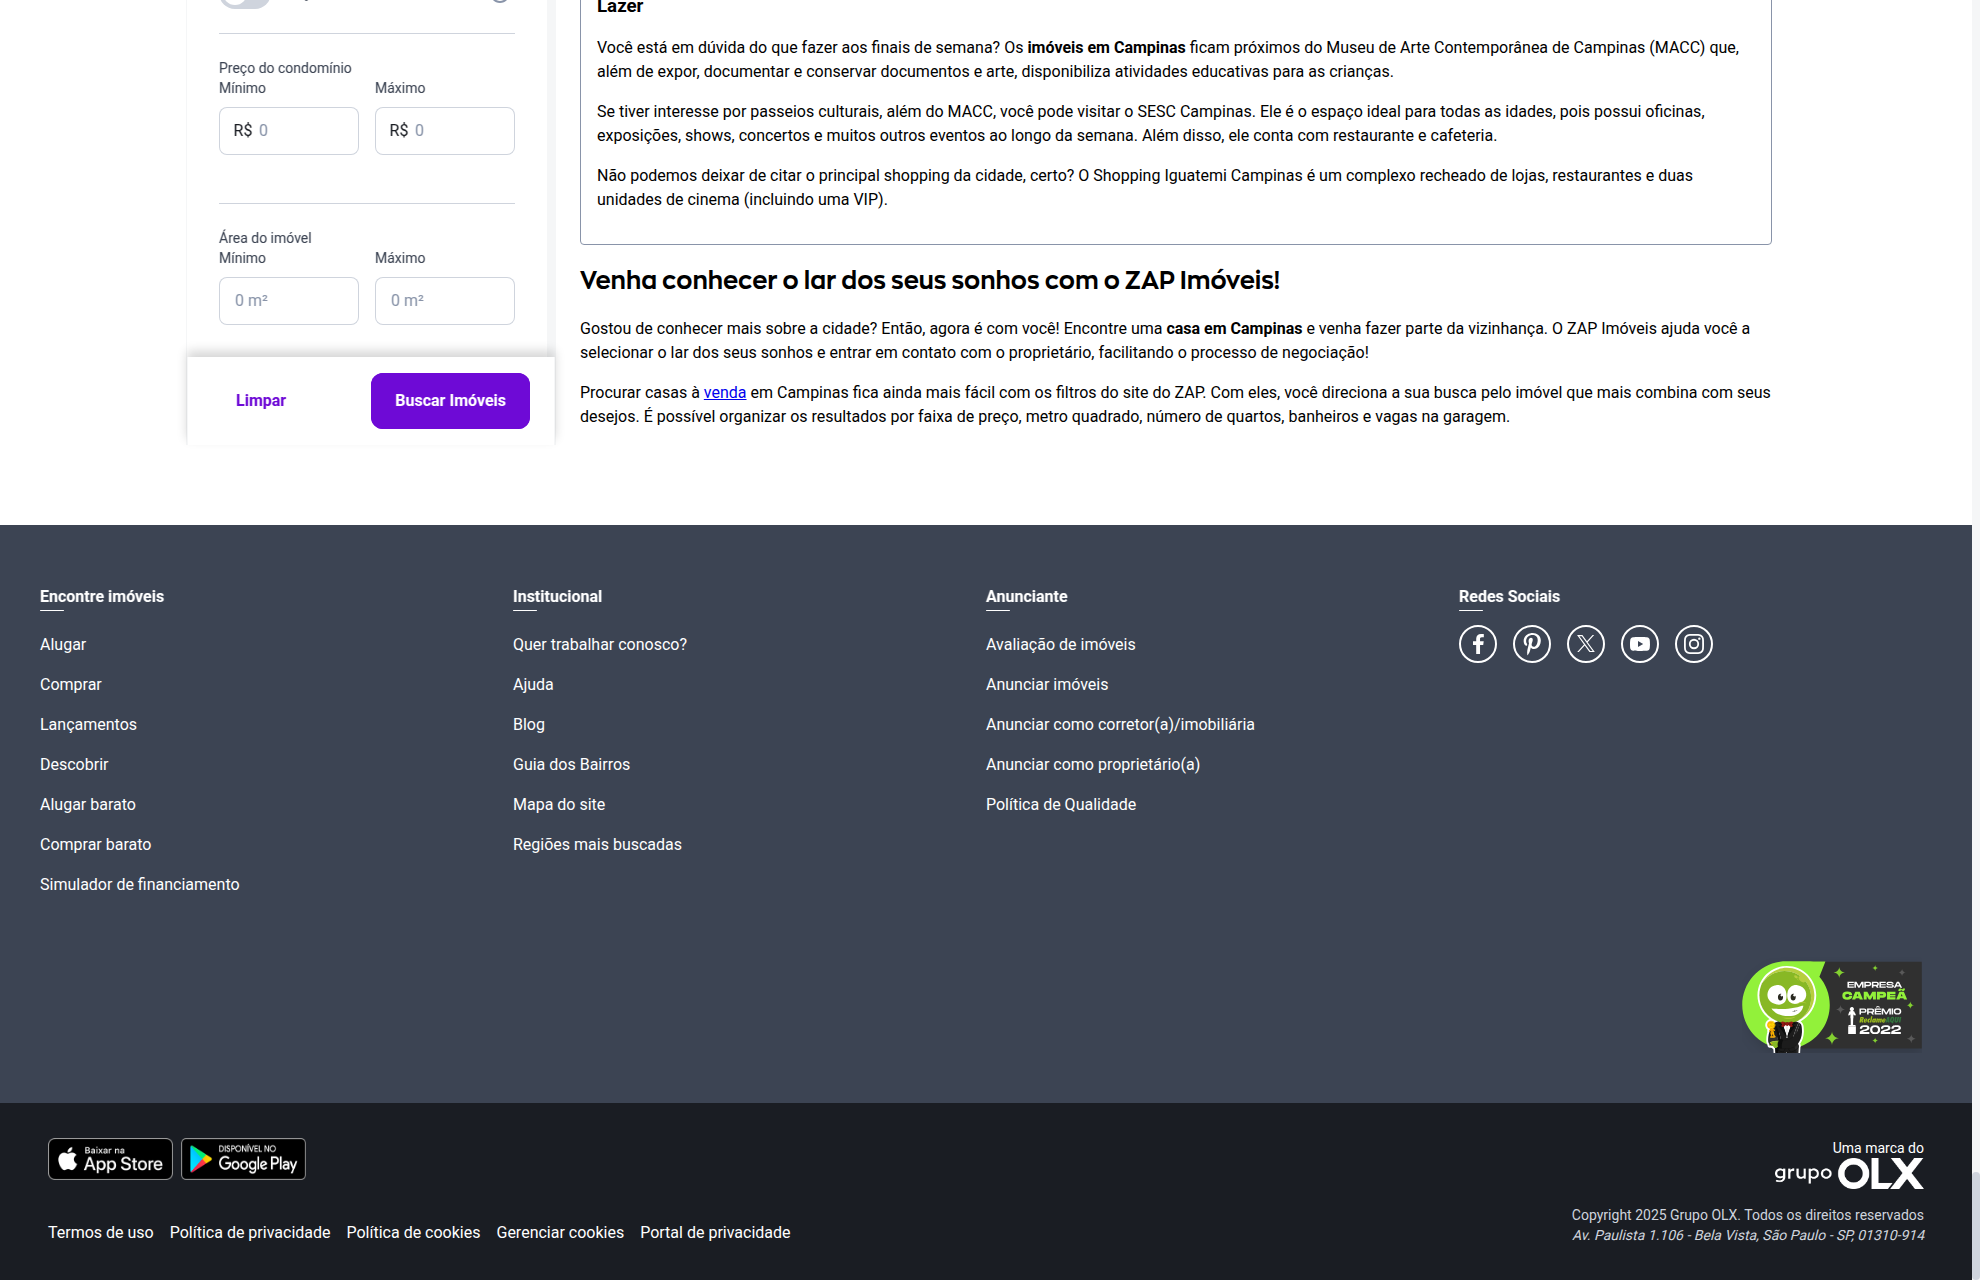 Preço do condomínio
Mínimo
Máximo
R$ 0
R$ 0
Área do imóvel
Mínimo
Máximo
0 m²
0 m²
Limpar
Buscar Imóveis
Lazer
Você está em dúvida do que fazer aos finais de semana? Os imóveis em Campinas ficam próximos do Museu de Arte Contemporânea de Campinas (MACC) que,
além de expor, documentar e conservar documentos e arte, disponibiliza atividades educativas para as crianças.
Se tiver interesse por passeios culturais, além do MACC, você pode visitar o SESC Campinas. Ele é o espaço ideal para todas as idades, pois possui oficinas,
exposições, shows, concertos e muitos outros eventos ao longo da semana. Além disso, ele conta com restaurante e cafeteria.
Não podemos deixar de citar o principal shopping da cidade, certo? O Shopping Iguatemi Campinas é um complexo recheado de lojas, restaurantes e duas
unidades de cinema (incluindo uma VIP).
Venha conhecer o lar dos seus sonhos com o ZAP Imóveis!
Gostou de conhecer mais sobre a cidade? Então, agora é com você! Encontre uma casa em Campinas e venha fazer parte da vizinhança. O ZAP Imóveis ajuda você a
selecionar o lar dos seus sonhos e entrar em contato com o proprietário, facilitando o processo de negociação!
Procurar casas à venda em Campinas fica ainda mais fácil com os filtros do site do ZAP. Com eles, você direciona a sua busca pelo imóvel que mais combina com seus
desejos. É possível organizar os resultados por faixa de preço, metro quadrado, número de quartos, banheiros e vagas na garagem.
Encontre imóveis
Alugar
Comprar
Lançamentos
Descobrir
Alugar barato
Comprar barato
Simulador de financiamento
Institucional
Quer trabalhar conosco?
Ajuda
Blog
Guia dos Bairros
Mapa do site
Regiões mais buscadas
Anunciante
Avaliação de imóveis
Anunciar imóveis
Anunciar como corretor(a)/imobiliária
Anunciar como proprietário(a)
Política de Qualidade
Redes Sociais
EMPRESA
CAMPEÃ
PRÊMIO
ReclameAQUI
2022
Baixar na
App Store
DISPONÍVEL NO
Google Play
Termos de uso
Política de privacidade
Política de cookies
Gerenciar cookies
Portal de privacidade
Uma marca do
grupo OLX
Copyright 2025 Grupo OLX. Todos os direitos reservados
Av. Paulista 1.106 - Bela Vista, São Paulo - SP, 01310-914